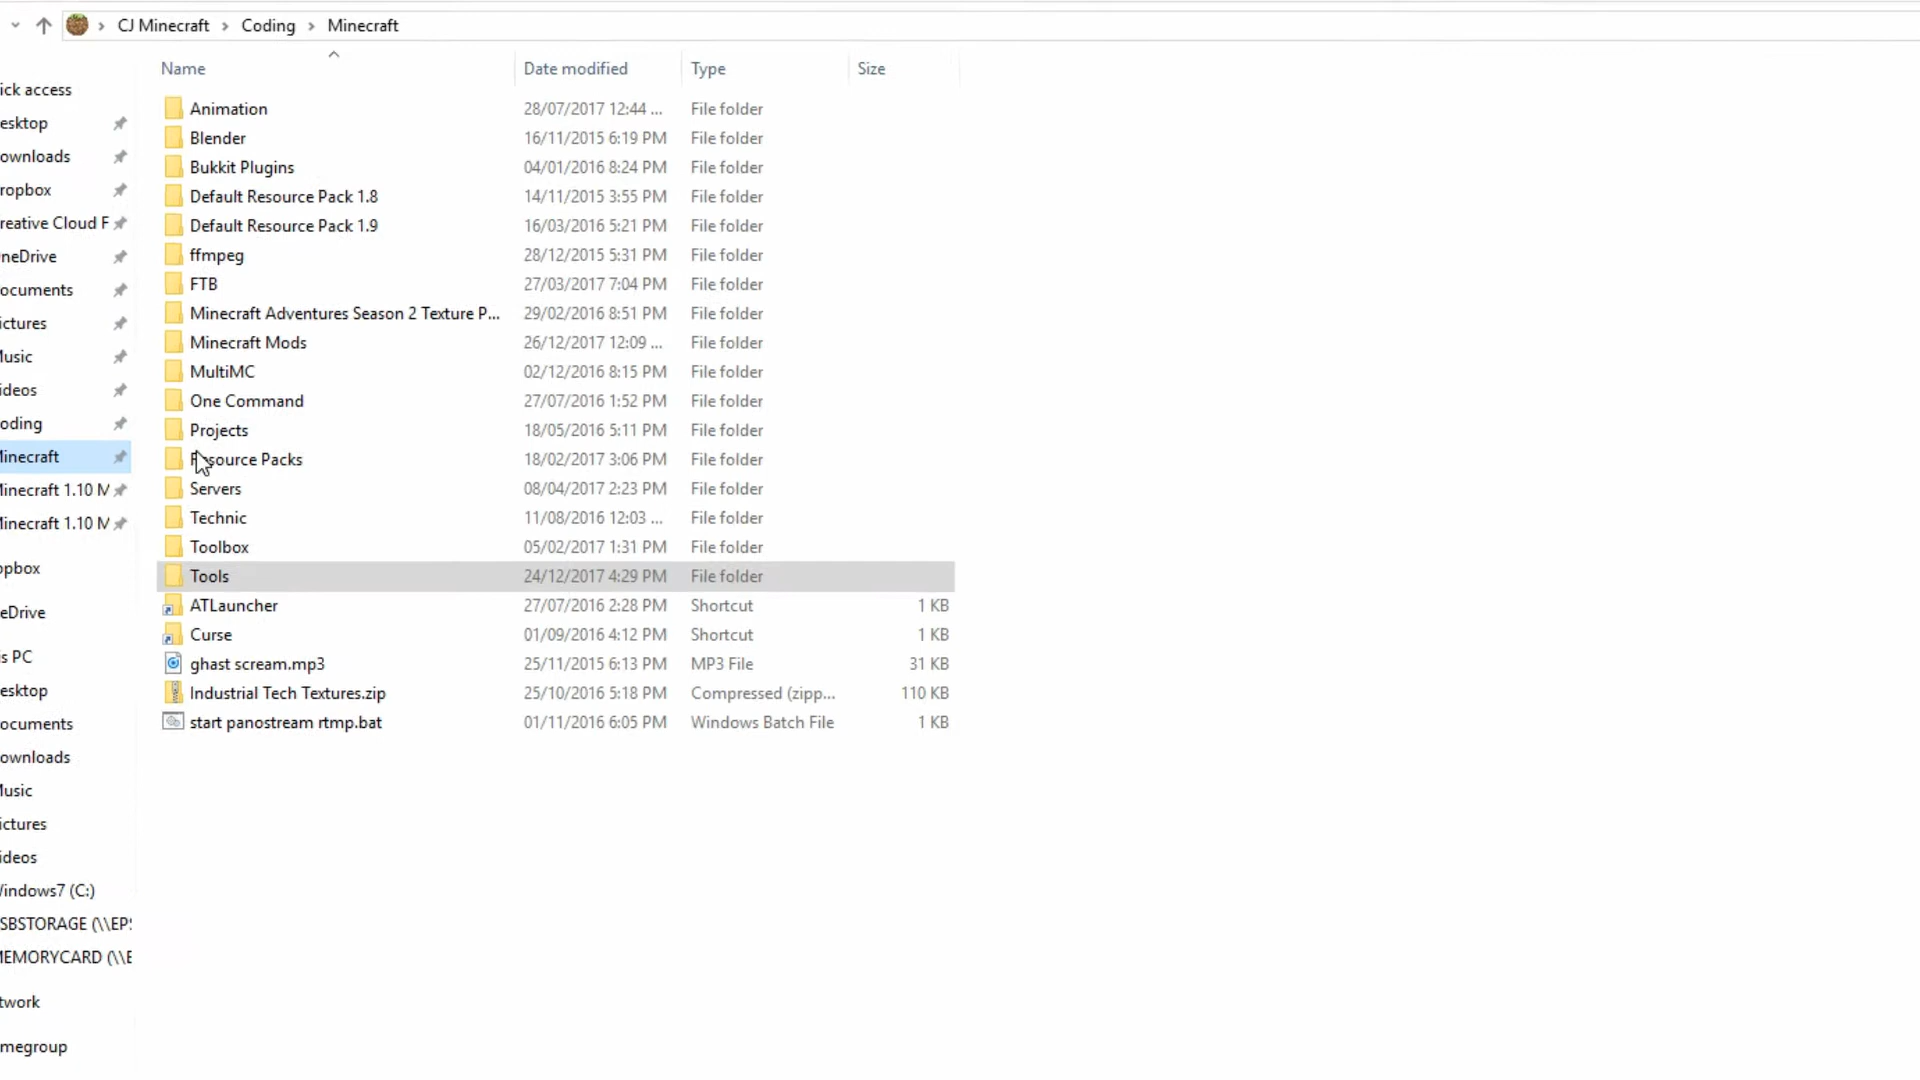 CJ Minecraft > Coding > Minecraft
Name Date modified Type Size
ick access
esktop
ownloads
ropbox
reative Cloud F
neDrive
ocuments
ictures
Music
ideos
oding
Minecraft
Minecraft 1.10 M
Minecraft 1.10 M
opbox
eDrive
is PC
esktop
ocuments
ownloads
Music
ictures
ideos
Windows7 (C:)
SBSTORAGE (\\EPS
MEMORYCARD (\\E
twork
megroup
Animation 28/07/2017 12:44 ... File folder
Blender 16/11/2015 6:19 PM File folder
Bukkit Plugins 04/01/2016 8:24 PM File folder
Default Resource Pack 1.8 14/11/2015 3:55 PM File folder
Default Resource Pack 1.9 16/03/2016 5:21 PM File folder
ffmpeg 28/12/2015 5:31 PM File folder
FTB 27/03/2017 7:04 PM File folder
Minecraft Adventures Season 2 Texture P... 29/02/2016 8:51 PM File folder
Minecraft Mods 26/12/2017 12:09 ... File folder
MultiMC 02/12/2016 8:15 PM File folder
One Command 27/07/2016 1:52 PM File folder
Projects 18/05/2016 5:11 PM File folder
Resource Packs 18/02/2017 3:06 PM File folder
Servers 08/04/2017 2:23 PM File folder
Technic 11/08/2016 12:03 ... File folder
Toolbox 05/02/2017 1:31 PM File folder
Tools 24/12/2017 4:29 PM File folder
ATLauncher 27/07/2016 2:28 PM Shortcut 1 KB
Curse 01/09/2016 4:12 PM Shortcut 1 KB
ghast scream.mp3 25/11/2015 6:13 PM MP3 File 31 KB
Industrial Tech Textures.zip 25/10/2016 5:18 PM Compressed (zipp... 110 KB
start panostream rtmp.bat 01/11/2016 6:05 PM Windows Batch File 1 KB